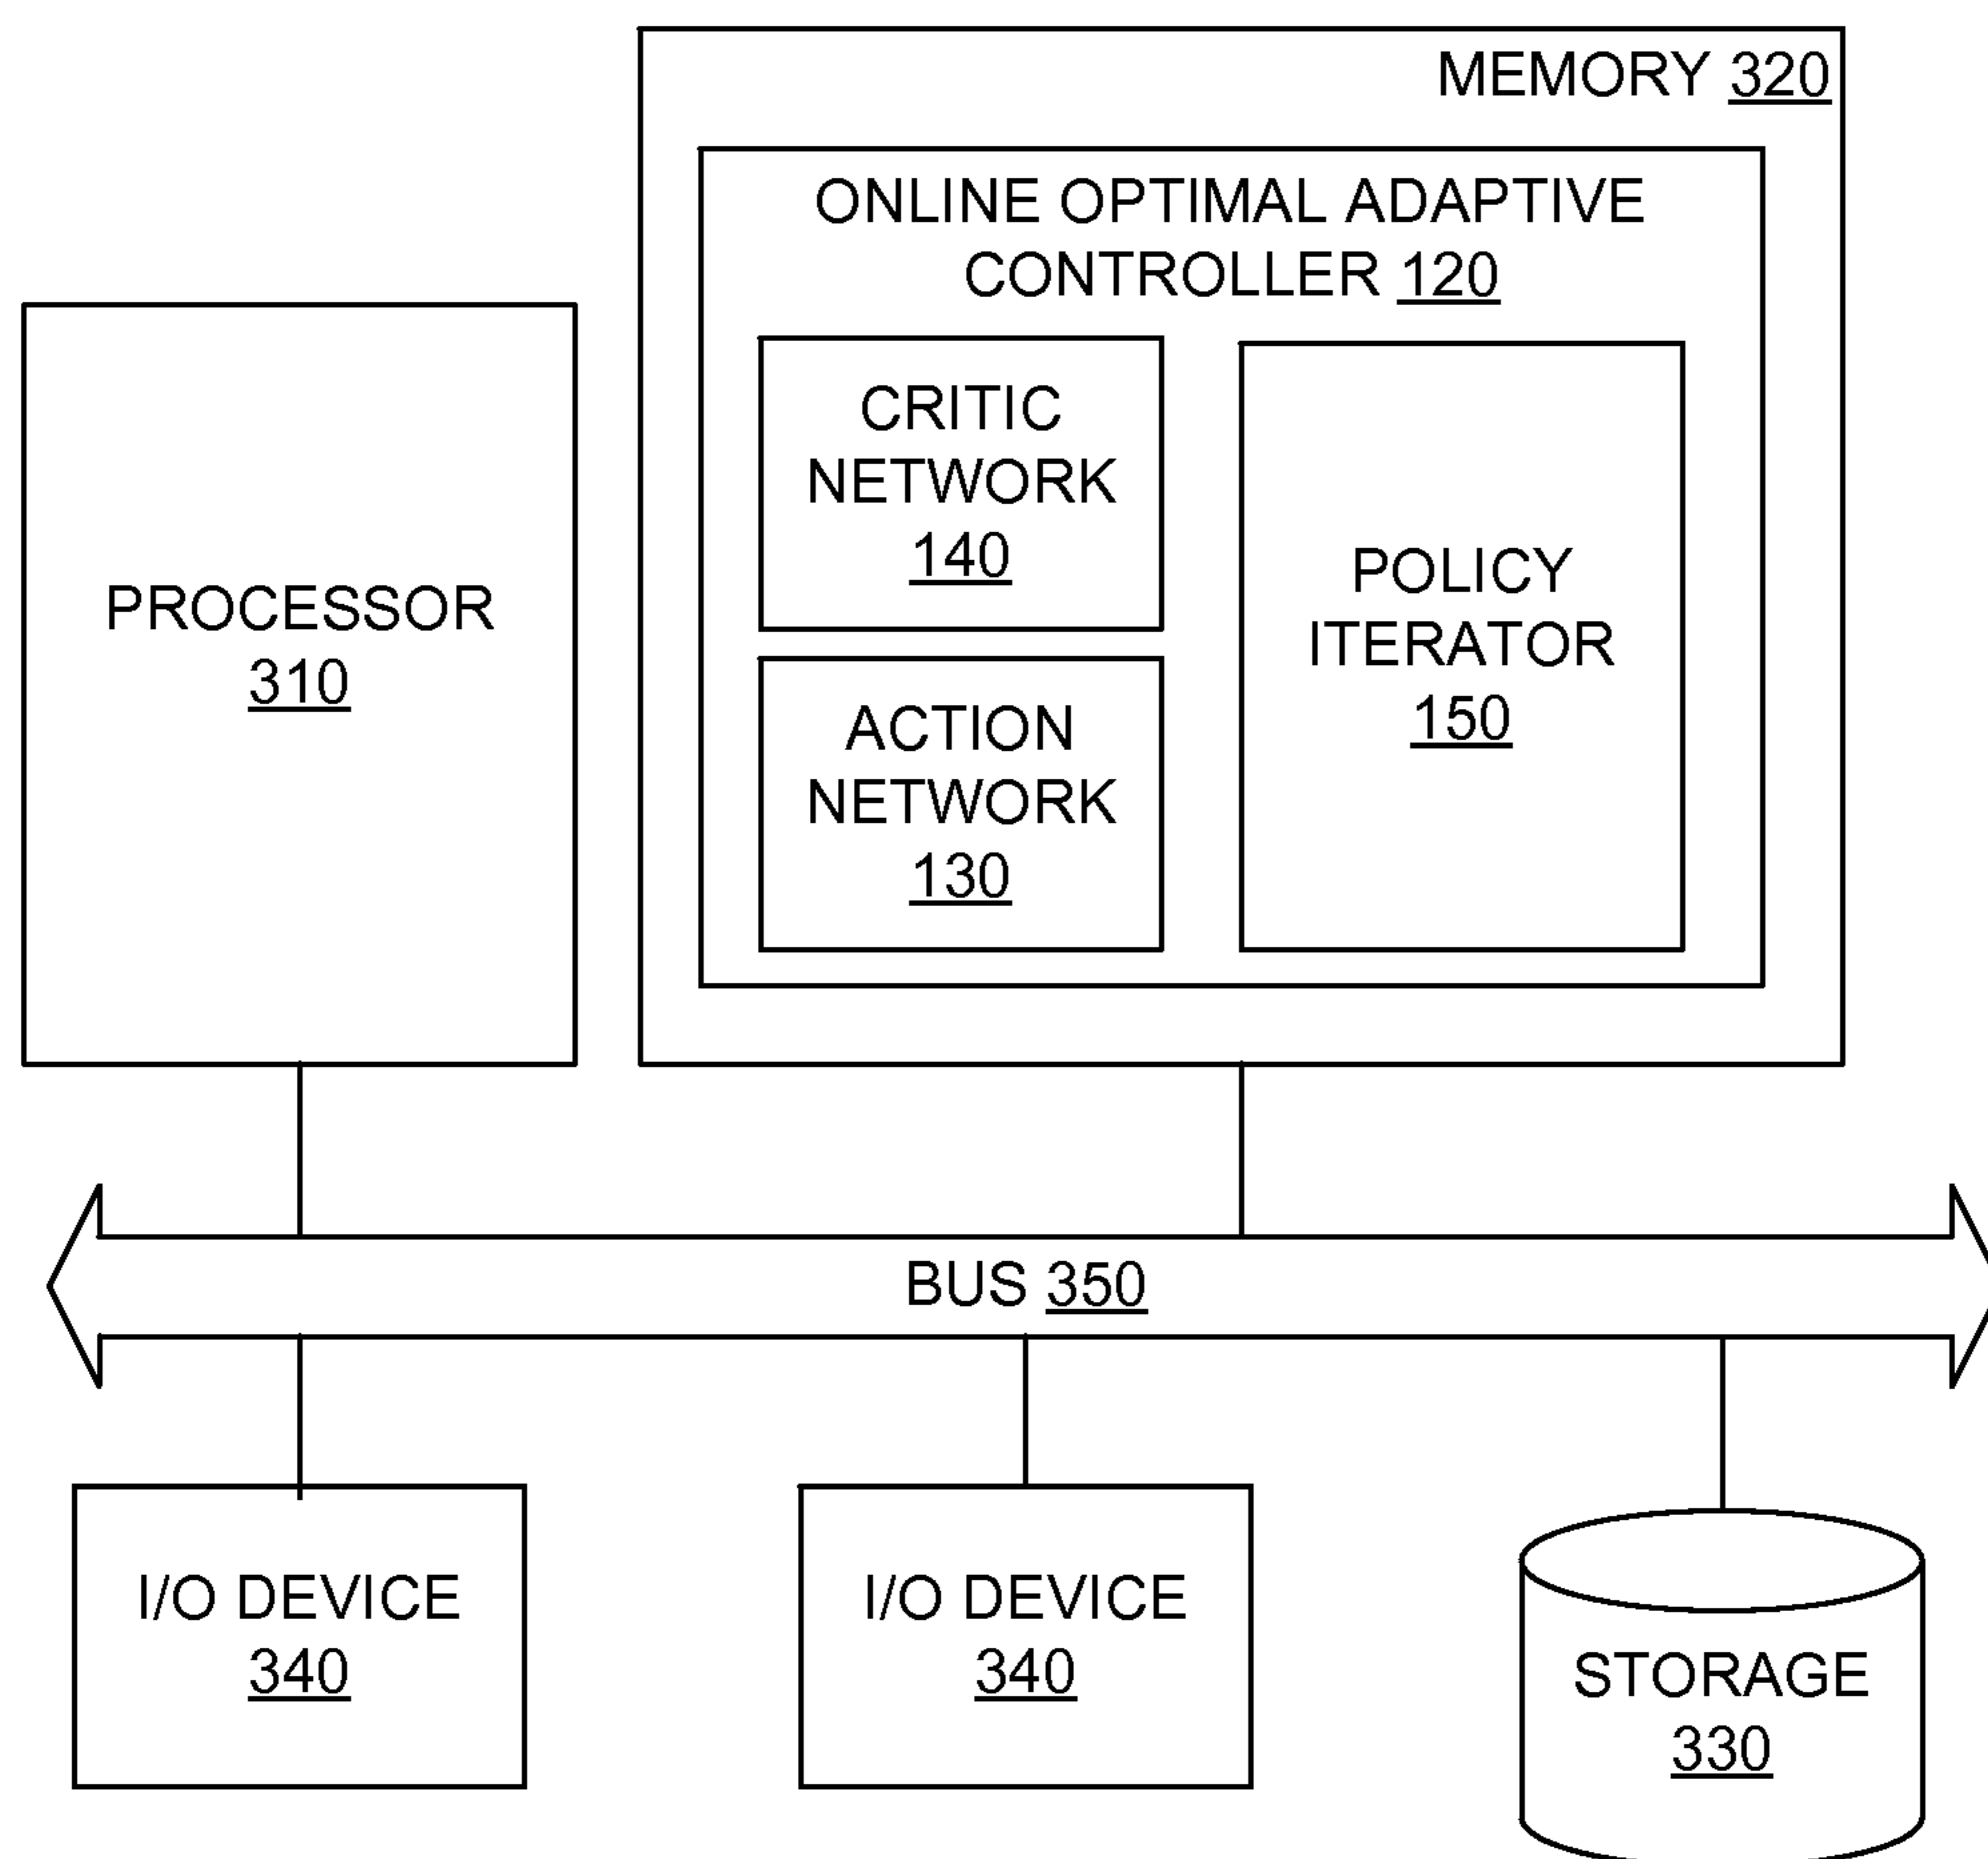 MEMORY 320
ONLINE OPTIMAL ADAPTIVE
CONTROLLER 120
CRITIC
NETWORK
140
ACTION
NETWORK
130
POLICY
ITERATOR
150
PROCESSOR
310
BUS 350
I/O DEVICE
340
I/O DEVICE
340
STORAGE
330